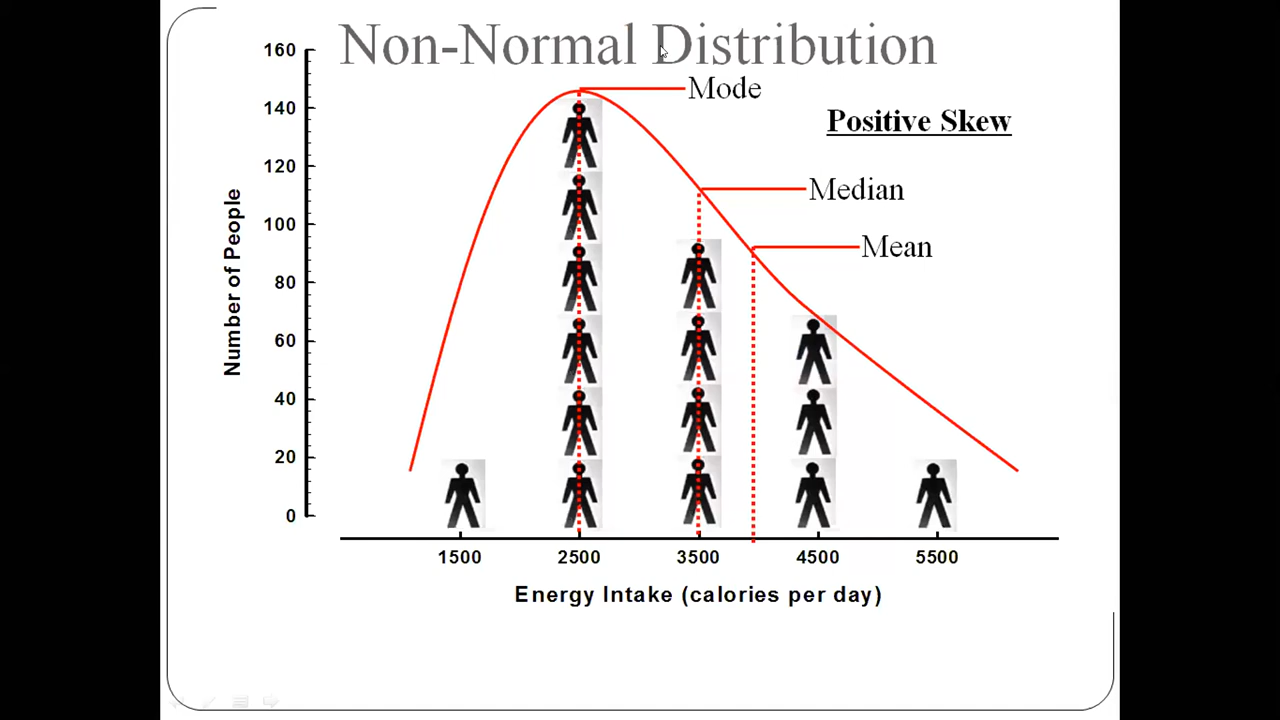 Non-Normal Distribution
160
140
120
100
80
60
40
20
0
Number of People
Mode
Positive Skew
Median
Mean
1500 2500 3500 4500 5500
Energy Intake (calories per day)